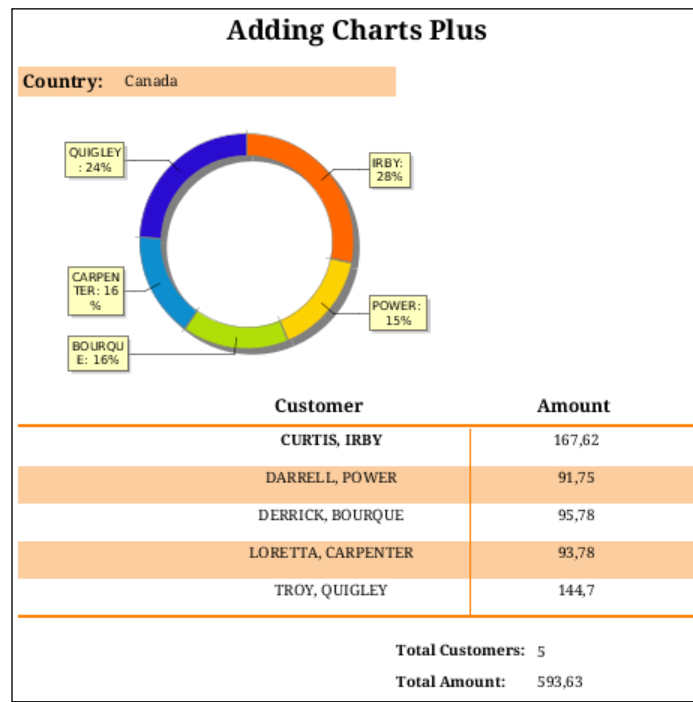 Adding Charts Plus
Country: Canada
QUIGLEY
: 24%
IRBY:
28%
CARPEN
TER: 16
%
POWER:
15%
BOURQU
E: 16%
Customer Amount
CURTIS, IRBY 167,62
DARRELL, POWER 91,75
DERRICK, BOURQUE 95,78
LORETTA, CARPENTER 93,78
TROY, QUIGLEY 144,7
Total Customers: 5
Total Amount: 593,63